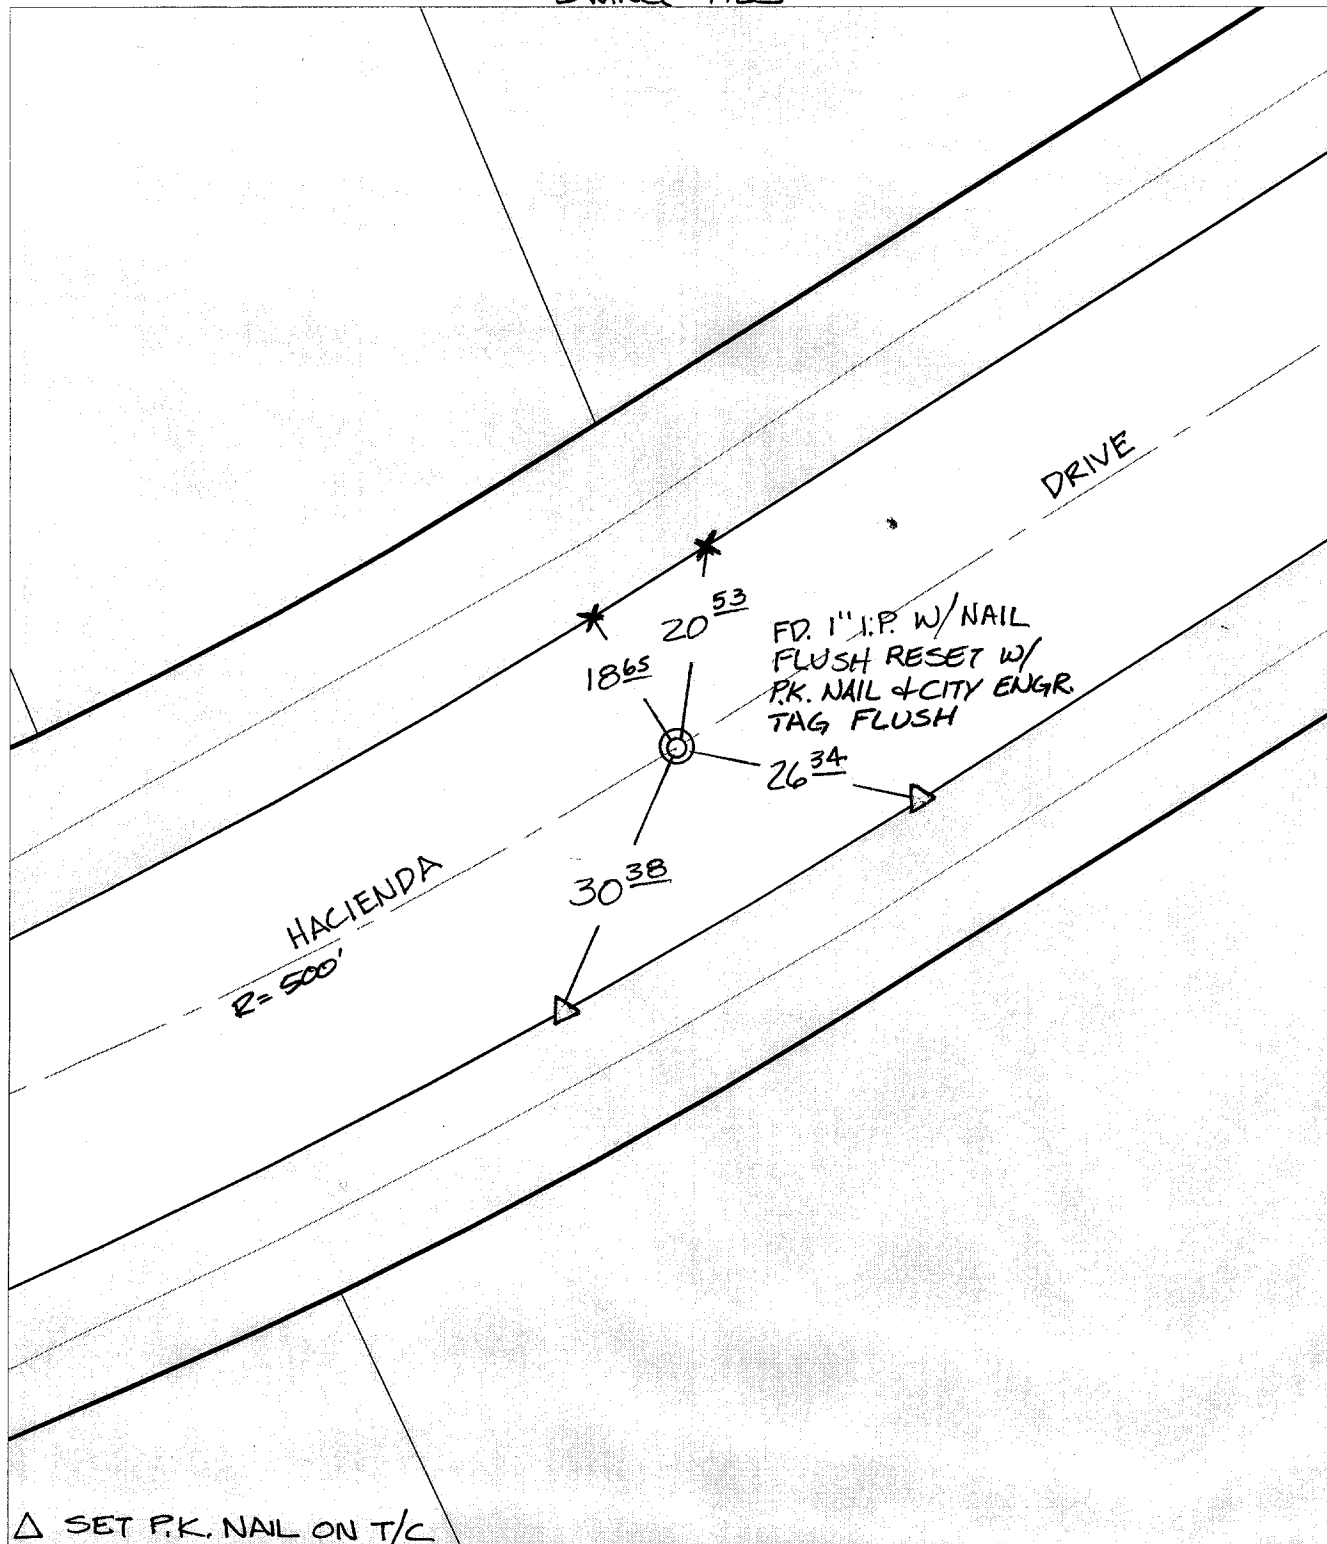 DRIVE
20 53
18 65
FD. 1" I.P. W/NAIL
FLUSH RESET W/
P.K. NAIL & CITY ENGR.
TAG FLUSH
26 34
30 38
HACIENDA
R= 500'
△ SET P.K. NAIL ON T/C